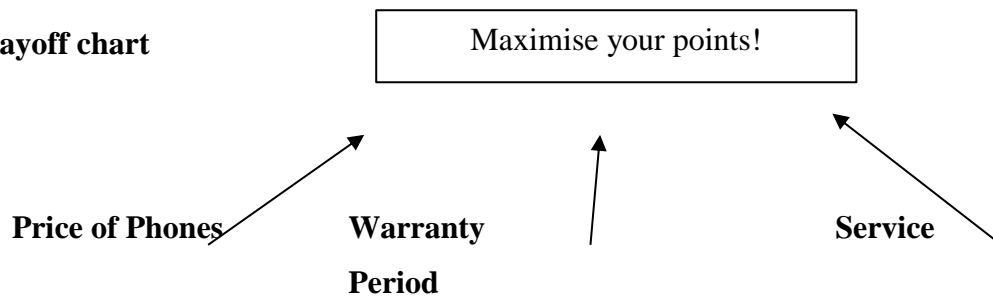 ayoff chart
Maximise your points!
Price of Phones
Warranty
Period
Service